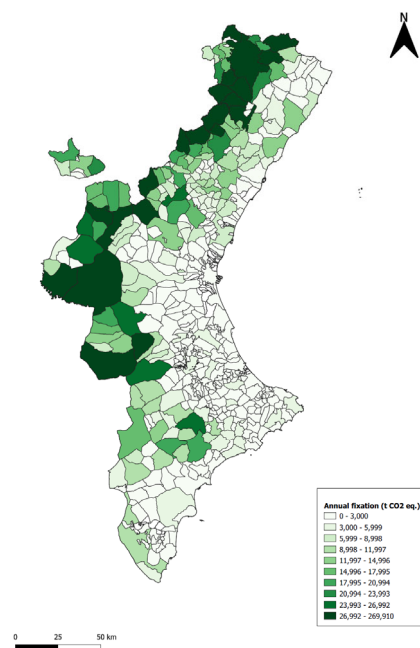 N
Annual fixation (t CO2 eq.)
0 - 3,000
3,000 - 5,999
5,999 - 8,998
8,998 - 11,997
11,997 - 14,996
14,996 - 17,995
17,995 - 20,994
20,994 - 23,993
23,993 - 26,992
26,992 - 269,910
0 25 50 km